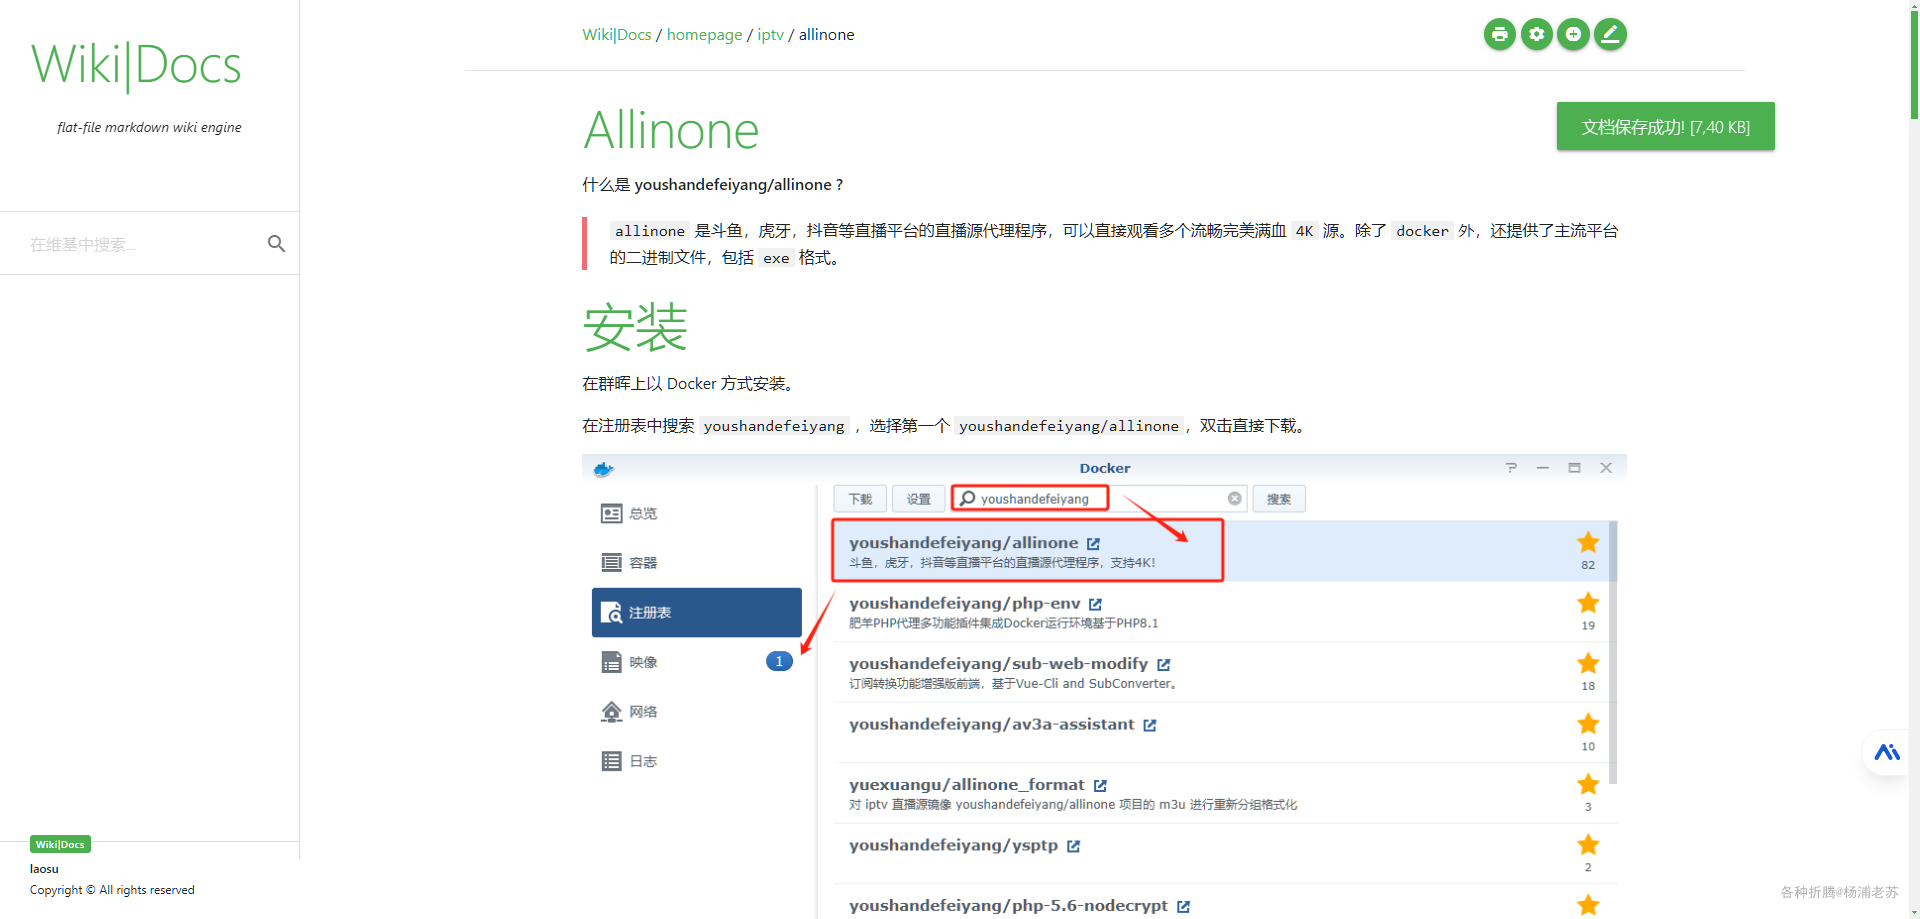 Wiki|Docs
flat-file markdown wiki engine
在维基中搜索...
Wiki|Docs
laosu
Copyright © All rights reserved
Wiki|Docs / homepage / iptv / allinone
Allinone
文档保存成功! [7,40 KB]
什么是 youshandefeiyang/allinone ?
allinone 是斗鱼，虎牙，抖音等直播平台的直播源代理程序，可以直接观看多个流畅完美满血 4K 源。除了 docker 外，还提供了主流平台
的二进制文件，包括 exe 格式。
安装
在群晖上以 Docker 方式安装。
在注册表中搜索 youshandefeiyang ，选择第一个 youshandefeiyang/allinone，双击直接下载。
Docker
总览
容器
注册表
映像 1
网络
日志
下载 设置 youshandefeiyang 搜索
youshandefeiyang/allinone
斗鱼，虎牙，抖音等直播平台的直播源代理程序，支持4K!
82
youshandefeiyang/php-env
肥羊PHP代理多功能插件集成Docker运行环境基于PHP8.1
19
youshandefeiyang/sub-web-modify
订阅转换功能增强版前端，基于Vue-Cli and SubConverter。
18
youshandefeiyang/av3a-assistant
10
yuexuangu/allinone_format
对 iptv 直播源镜像 youshandefeiyang/allinone 项目的 m3u 进行重新分组格式化
3
youshandefeiyang/ysptp
2
youshandefeiyang/php-5.6-nodecrypt
各种折腾@杨浦老苏